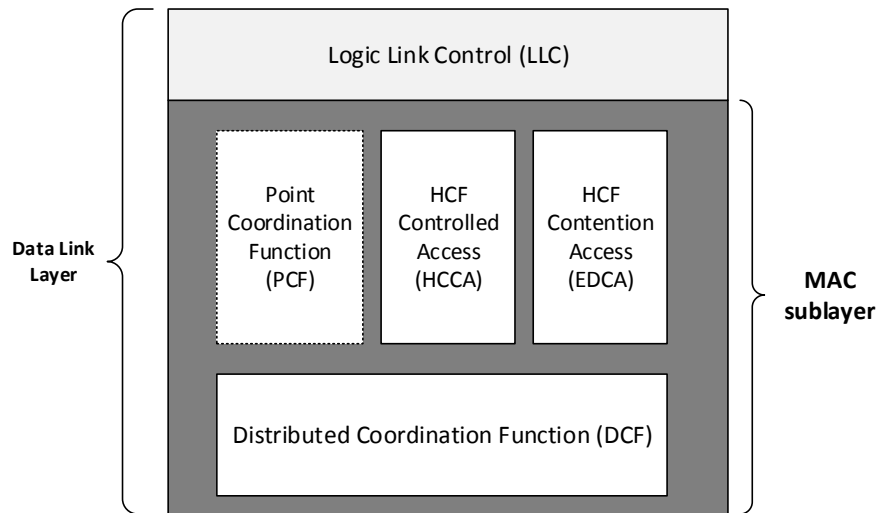 Logic Link Control (LLC)
Point
Coordination
Function
(PCF)
HCF
Controlled
Access
(HCCA)
HCF
Contention
Access
(EDCA)
Data Link
Layer
MAC
sublayer
Distributed Coordination Function (DCF)